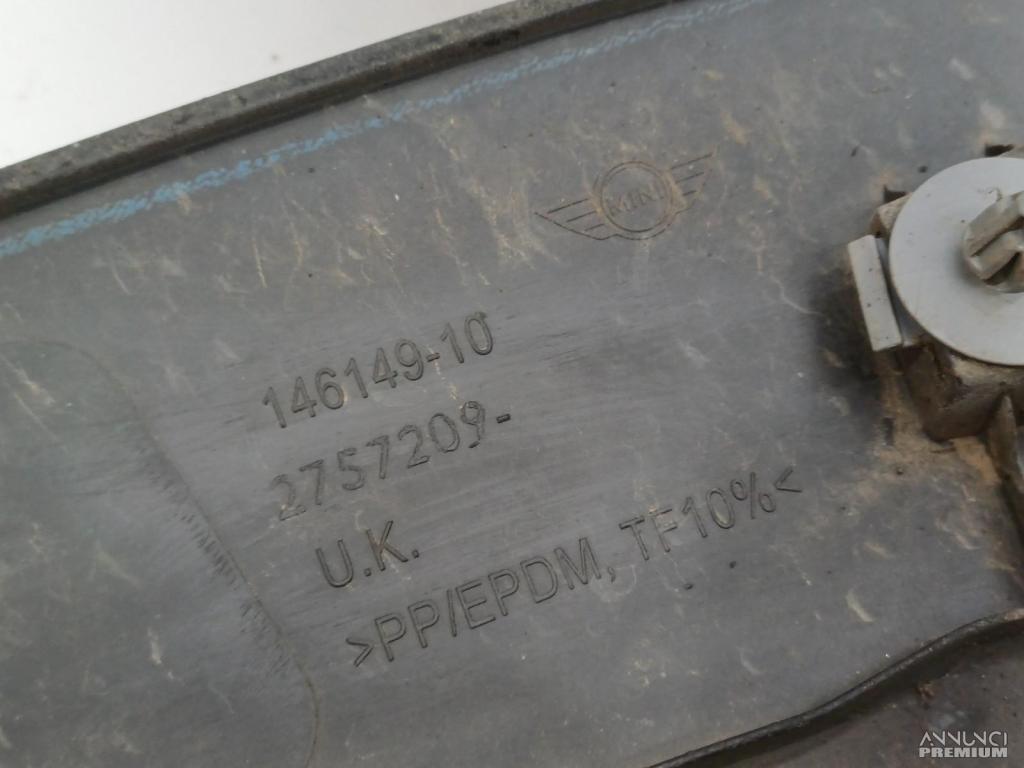 MINI
146149-10
2757209-
U.K.
>PP/EPDM, TF10%<
ANNUNCI
PREMIUM